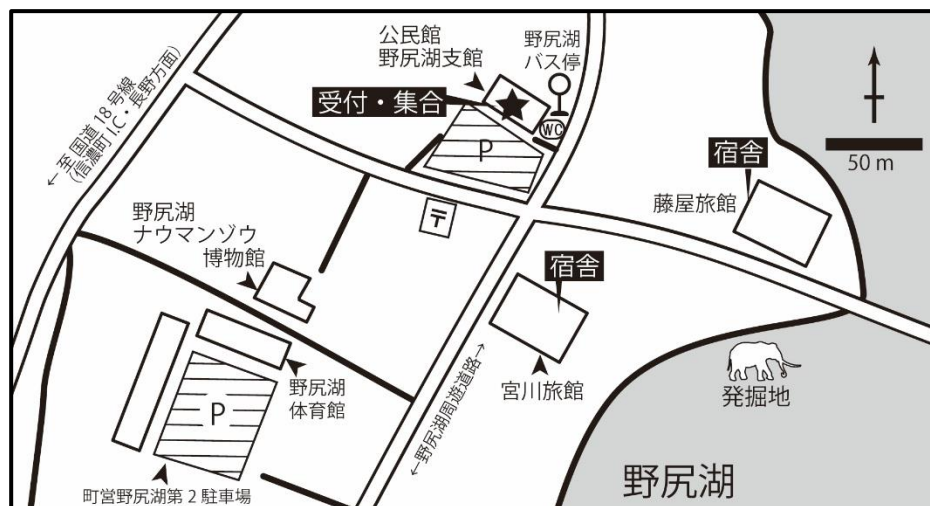 ←至国道18号線
(信濃町I.C・長野方面)
公民館
野尻湖支館
野尻湖
バス停
受付・集合
WC
P
〒
宿舎
藤屋旅館
50 m
野尻湖
ナウマンゾウ
博物館
宿舎
宮川旅館
←野尻湖周遊道路→
野尻湖
体育館
P
町営野尻湖第2駐車場
発掘地
野尻湖